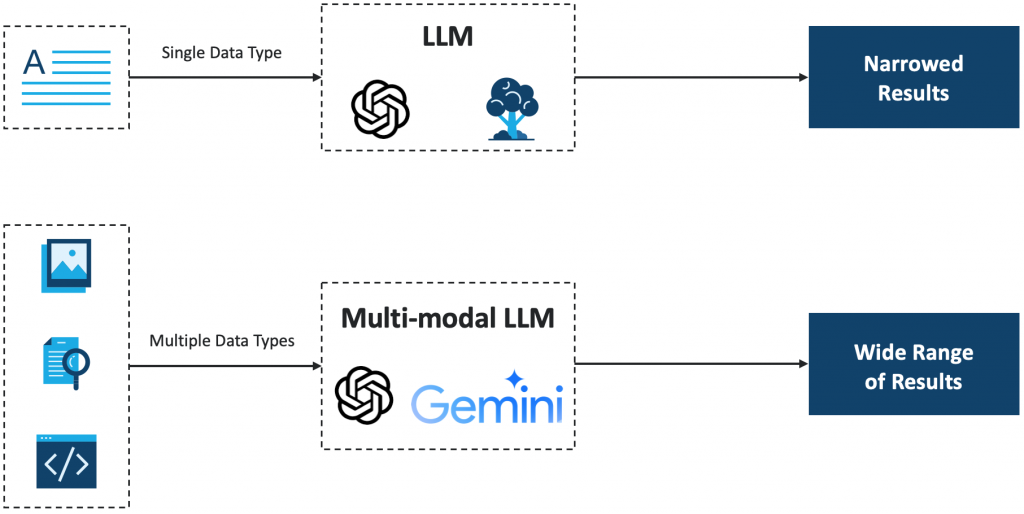 A
Single Data Type
LLM
Narrowed
Results
Multiple Data Types
Multi-modal LLM
Gemini
</>
Wide Range
of Results